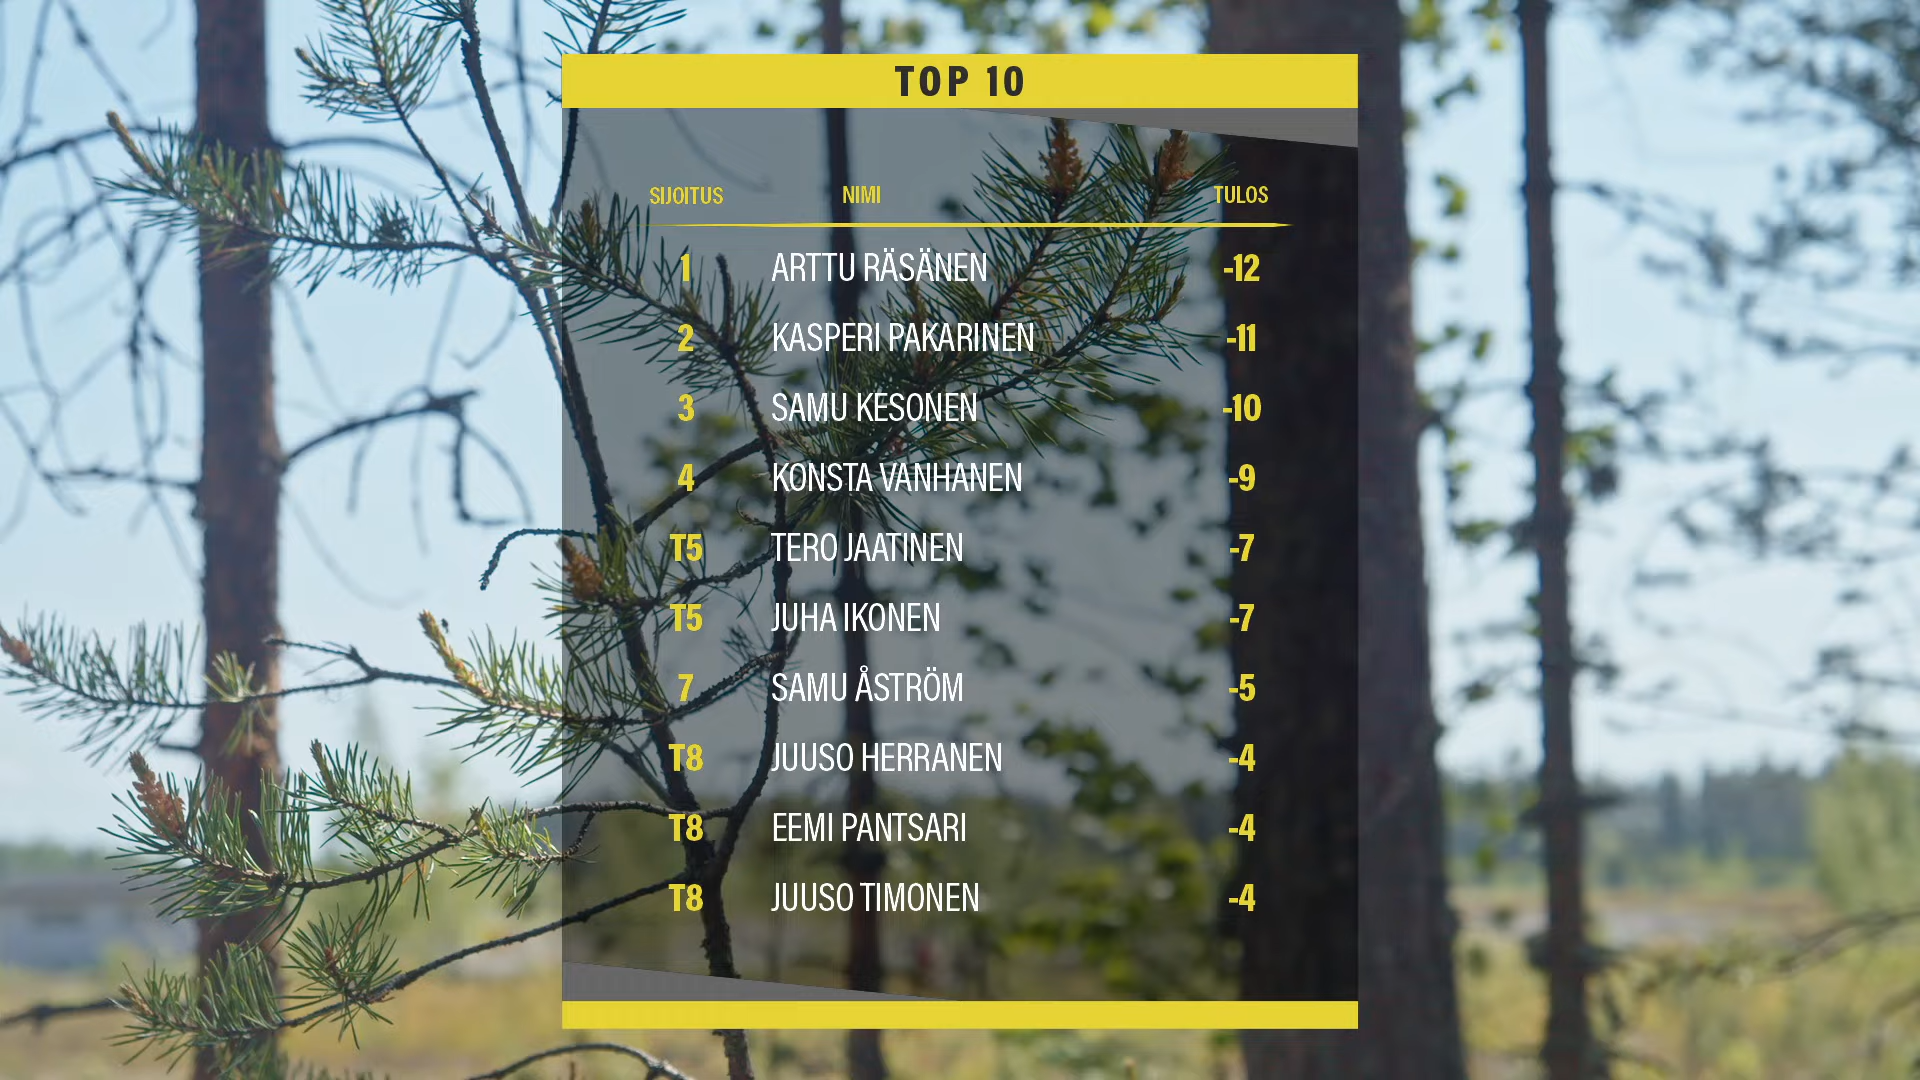 TOP 10
SIJOITUS NIMI TULOS
1 ARTTU RÄSÄNEN -12
2 KASPERI PAKARINEN -11
3 SAMU KESONEN -10
4 KONSTA VANHANEN -9
T5 TERO JAATINEN -7
T5 JUHA IKONEN -7
7 SAMU ÅSTRÖM -5
T8 JUUSO HERRANEN -4
T8 EEMI PANTSARI -4
T8 JUUSO TIMONEN -4